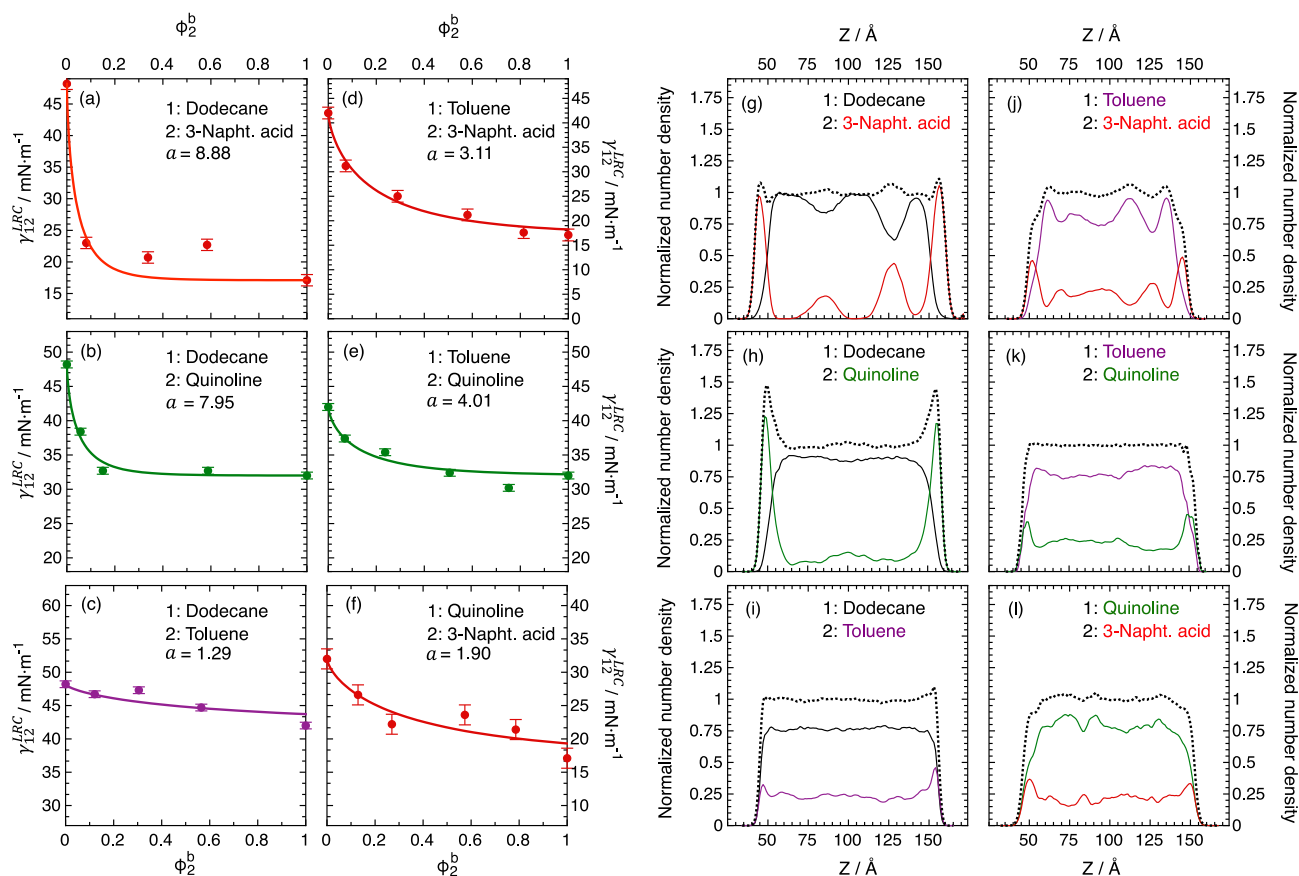 ϕ₂ᵇ ϕ₂ᵇ Z / Å Z / Å
0 0.2 0.4 0.6 0.8 0 0.2 0.4 0.6 0.8 1
50 75 100 125 150 50 75 100 125 150
(a)
1: Dodecane
2: 3-Napht. acid
a = 8.88
45
40
35
30
25
20
15
γ₁₂ᴸᴿᶜ / mN·m⁻¹
(d)
1: Toluene
2: 3-Napht. acid
a = 3.11
45
40
35
30
25
20
15
10
5
0
γ₁₂ᴸᴿᶜ / mN·m⁻¹
(g)
1: Dodecane
2: 3-Napht. acid
1.75
1.5
1.25
1
0.75
0.5
0.25
0
Normalized number density
(j)
1: Toluene
2: 3-Napht. acid
1.75
1.5
1.25
1
0.75
0.5
0.25
0
Normalized number density
(b)
1: Dodecane
2: Quinoline
a = 7.95
50
45
40
35
30
25
20
γ₁₂ᴸᴿᶜ / mN·m⁻¹
(e)
1: Toluene
2: Quinoline
a = 4.01
50
45
40
35
30
25
20
γ₁₂ᴸᴿᶜ / mN·m⁻¹
(h)
1: Dodecane
2: Quinoline
1.75
1.5
1.25
1
0.75
0.5
0.25
0
Normalized number density
(k)
1: Toluene
2: Quinoline
1.75
1.5
1.25
1
0.75
0.5
0.25
0
Normalized number density
(c)
1: Dodecane
2: Toluene
a = 1.29
60
55
50
45
40
35
30
γ₁₂ᴸᴿᶜ / mN·m⁻¹
(f)
1: Quinoline
2: 3-Napht. acid
a = 1.90
40
35
30
25
20
15
10
γ₁₂ᴸᴿᶜ / mN·m⁻¹
(i)
1: Dodecane
2: Toluene
1.75
1.5
1.25
1
0.75
0.5
0.25
0
Normalized number density
(l)
1: Quinoline
2: 3-Napht. acid
1.75
1.5
1.25
1
0.75
0.5
0.25
0
Normalized number density
0 0.2 0.4 0.6 0.8 0 0.2 0.4 0.6 0.8 1
50 75 100 125 150 50 75 100 125 150
ϕ₂ᵇ ϕ₂ᵇ Z / Å Z / Å